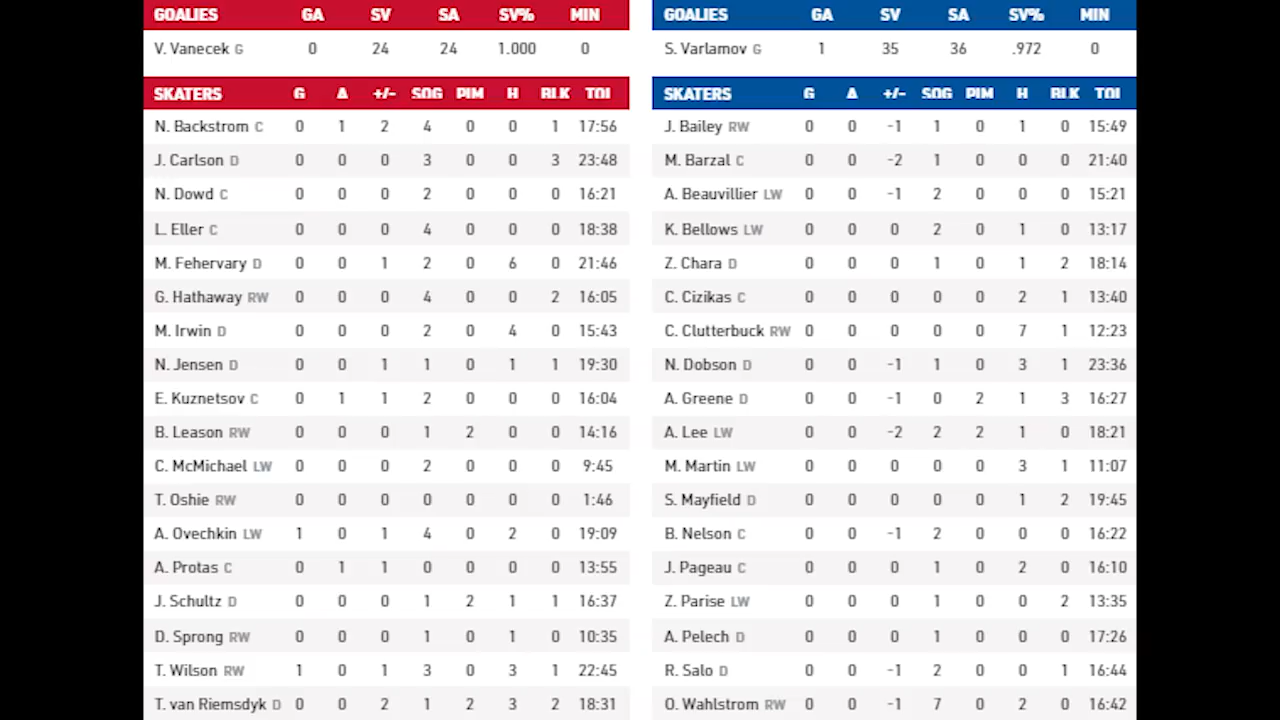 GOALIES GA SV SA SV% MIN
V. Vanecek G 0 24 24 1.000 0
SKATERS G A +/- SOG PIM H BLK TOI
N. Backstrom C 0 1 2 4 0 0 1 17:56
J. Carlson D 0 0 0 3 0 0 3 23:48
N. Dowd C 0 0 0 2 0 0 0 16:21
L. Eller C 0 0 0 4 0 0 0 18:38
M. Fehervary D 0 0 1 2 0 6 0 21:46
G. Hathaway RW 0 0 0 4 0 0 2 16:05
M. Irwin D 0 0 0 2 0 4 0 15:43
N. Jensen D 0 0 1 1 0 1 1 19:30
E. Kuznetsov C 0 1 1 2 0 0 0 16:04
B. Leason RW 0 0 0 1 2 0 0 14:16
C. McMichael LW 0 0 0 2 0 0 0 9:45
T. Oshie RW 0 0 0 0 0 0 0 1:46
A. Ovechkin LW 1 0 1 4 0 2 0 19:09
A. Protas C 0 1 1 0 0 0 0 13:55
J. Schultz D 0 0 0 1 2 1 1 16:37
D. Sprong RW 0 0 0 1 0 1 0 10:35
T. Wilson RW 1 0 1 3 0 3 1 22:45
T. van Riemsdyk D 0 0 2 1 2 3 2 18:31
GOALIES GA SV SA SV% MIN
S. Varlamov G 1 35 36 .972 0
SKATERS G A +/- SOG PIM H BLK TOI
J. Bailey RW 0 0 -1 1 0 1 0 15:49
M. Barzal C 0 0 -2 1 0 0 0 21:40
A. Beauvillier LW 0 0 -1 2 0 0 0 15:21
K. Bellows LW 0 0 0 2 0 1 0 13:17
Z. Chara D 0 0 0 1 0 1 2 18:14
C. Cizikas C 0 0 0 0 0 2 1 13:40
C. Clutterbuck RW 0 0 0 0 0 7 1 12:23
N. Dobson D 0 0 -1 1 0 3 1 23:36
A. Greene D 0 0 -1 0 2 1 3 16:27
A. Lee LW 0 0 -2 2 2 1 0 18:21
M. Martin LW 0 0 0 0 0 3 1 11:07
S. Mayfield D 0 0 0 0 0 1 2 19:45
B. Nelson C 0 0 -1 2 0 0 0 16:22
J. Pageau C 0 0 0 1 0 2 0 16:10
Z. Parise LW 0 0 0 1 0 0 2 13:35
A. Pelech D 0 0 0 1 0 0 0 17:26
R. Salo D 0 0 -1 2 0 0 1 16:44
O. Wahlstrom RW 0 0 -1 7 0 2 0 16:42